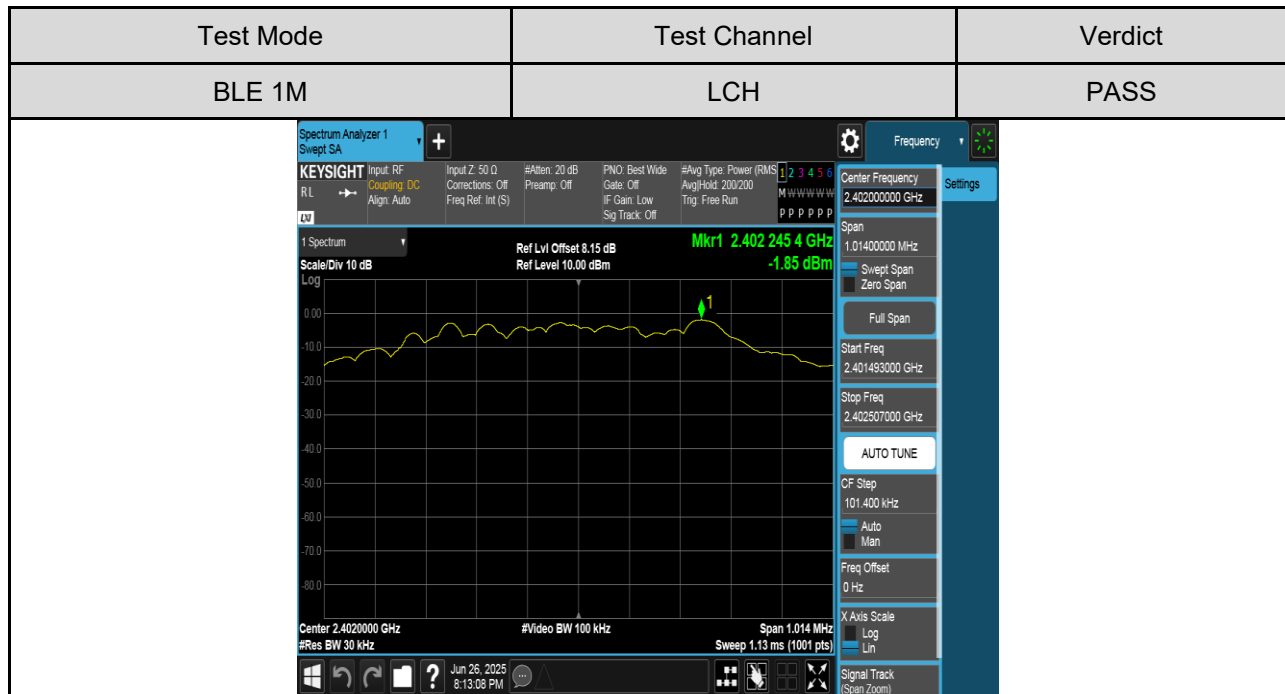 Test Mode Test Channel Verdict
BLE 1M LCH PASS
Spectrum Analyzer 1
Swept SA
+
Frequency
KEYSIGHT
RL
LXI
Input: RF
Coupling: DC
Align: Auto
Input Z: 50 Ω
Corrections: Off
Freq Ref: Int (S)
#Atten: 20 dB
Preamp: Off
PNO: Best Wide
Gate: Off
IF Gain: Low
Sig Track: Off
#Avg Type: Power (RMS
Avg|Hold: 200/200
Trig: Free Run
1 2 3 4 5 6
M W W W W W
P P P P P P
1 Spectrum
Scale/Div 10 dB
Log
Ref Lvl Offset 8.15 dB
Ref Level 10.00 dBm
Mkr1 2.402 245 4 GHz
-1.85 dBm
1
0.00
-10.0
-20.0
-30.0
-40.0
-50.0
-60.0
-70.0
-80.0
Center 2.4020000 GHz
#Res BW 30 kHz
#Video BW 100 kHz
Span 1.014 MHz
Sweep 1.13 ms (1001 pts)
?
Jun 26, 2025
8:13:08 PM
Center Frequency
2.402000000 GHz
Settings
Span
1.01400000 MHz
Swept Span
Zero Span
Full Span
Start Freq
2.401493000 GHz
Stop Freq
2.402507000 GHz
AUTO TUNE
CF Step
101.400 kHz
Auto
Man
Freq Offset
0 Hz
X Axis Scale
Log
Lin
Signal Track
(Span Zoom)